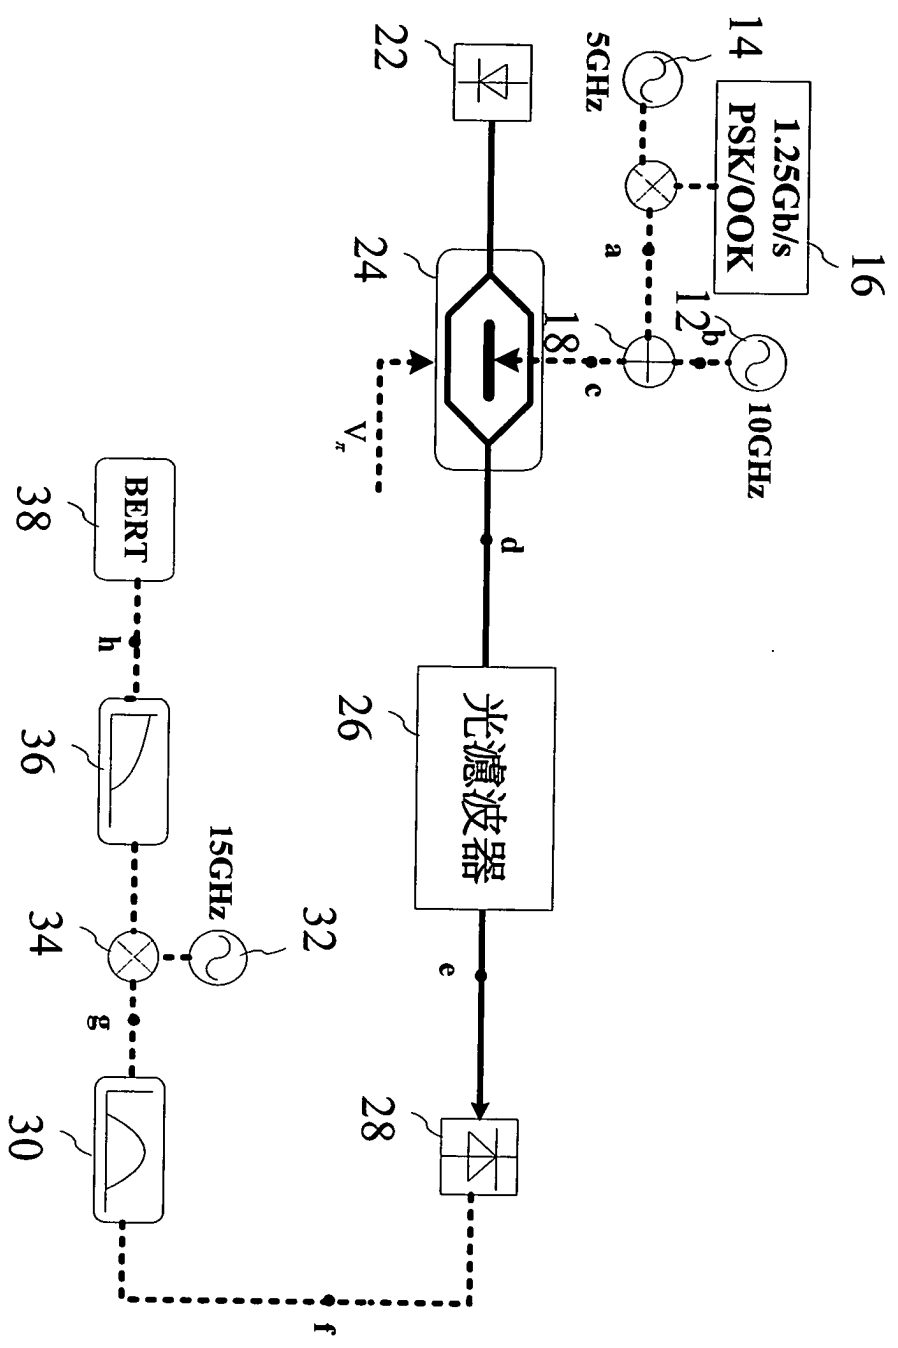 14
5GHz
1.25Gb/s
PSK/OOK
16
a
12
b
10GHz
18
c
22
24
Vπ
d
光濾波器
26
e
28
f
30
g
15GHz
32
34
36
h
BERT
38